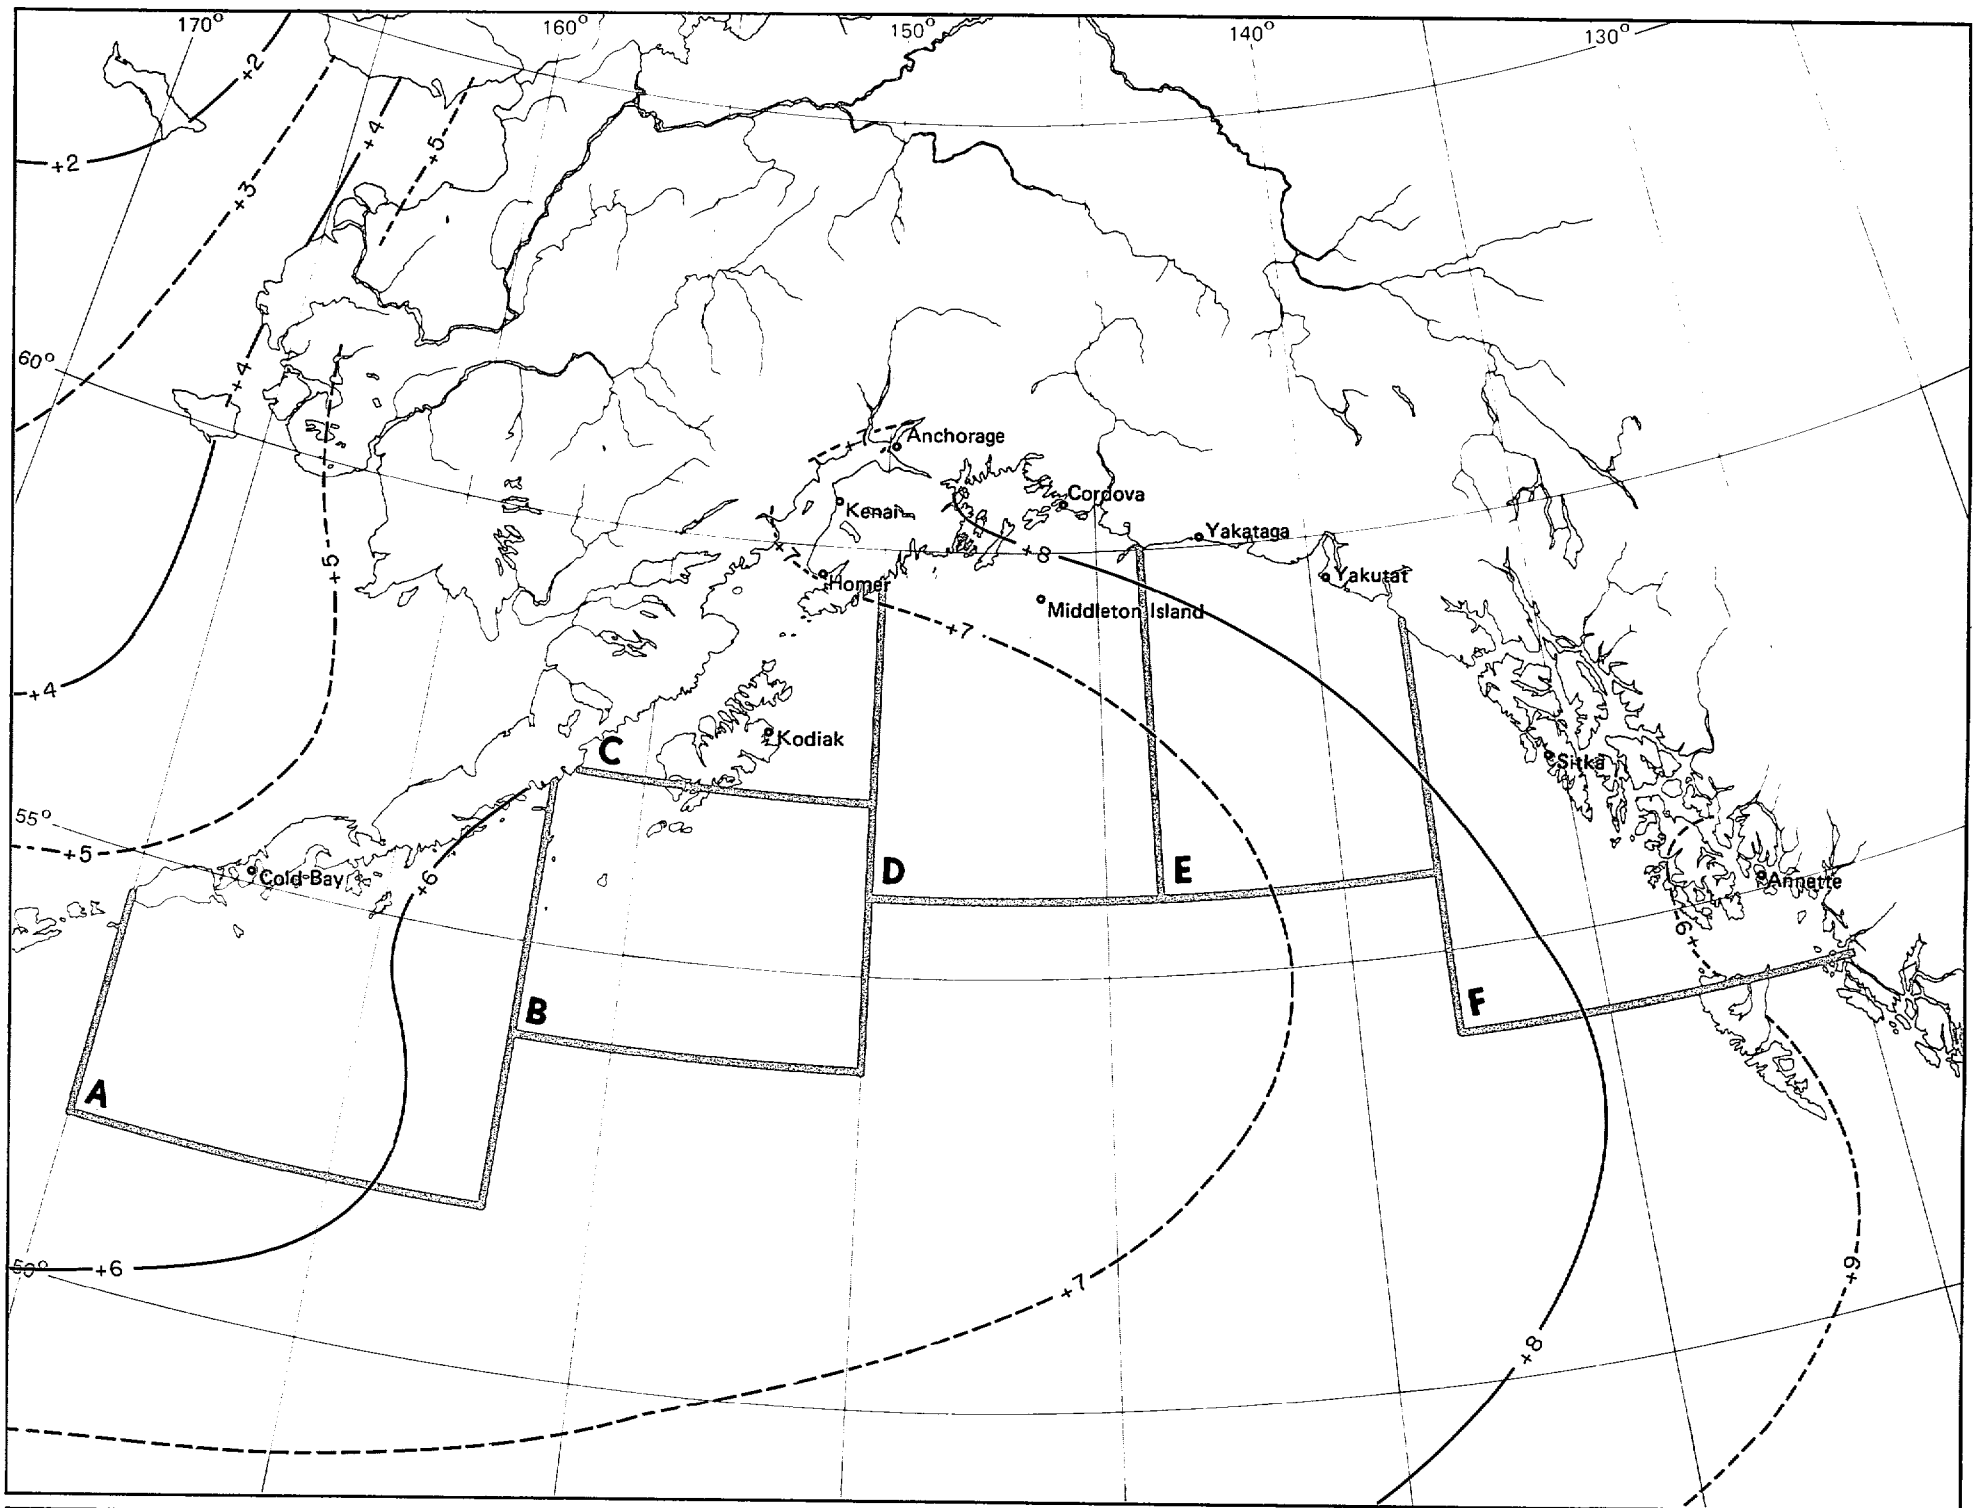 170°
160°
150°
140°
130°
+2
+2
+4
+5
+3
60°
+4
+7
Anchorage
Kenai
Cordova
+8
Yakataga
Yakutat
+7
Homer
+5
Middleton Island
+7
+4
C
Kodiak
Sitka
55°
+5
Cold Bay
+6
D
E
Annette
+9
B
F
A
50°
+6
+7
+9
+8